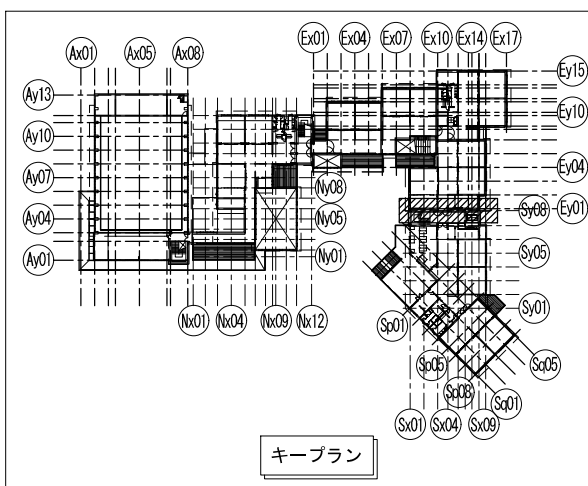 Ex01 Ex04 Ex07 Ex10 Ex14 Ex17
Ax01 Ax05 Ax08
Ey15
Ay13
Ey10
Ay10
Ey04
Ay07
Ny08
Ey01
Sy08
Ay04
Ny05
Sy05
Ay01
Ny01
Sy01
Nx01 Nx04 Nx09 Nx12
Sp01
Sp05
Sq05
Sp08
Sq01
Sx01 Sx04 Sx09
キープラン